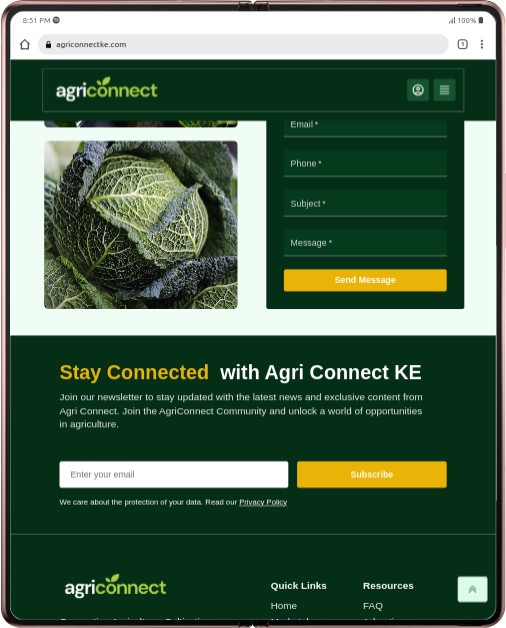 8:51 PM
100%
agriconnectke.com
1
agriconnect
Email *
Phone *
Subject *
Message *
Send Message
Stay Connected with Agri Connect KE
Join our newsletter to stay updated with the latest news and exclusive content from
Agri Connect. Join the AgriConnect Community and unlock a world of opportunities
in agriculture.
Enter your email
Subscribe
We care about the protection of your data. Read our Privacy Policy
agriconnect
Quick Links
Resources
Home
FAQ